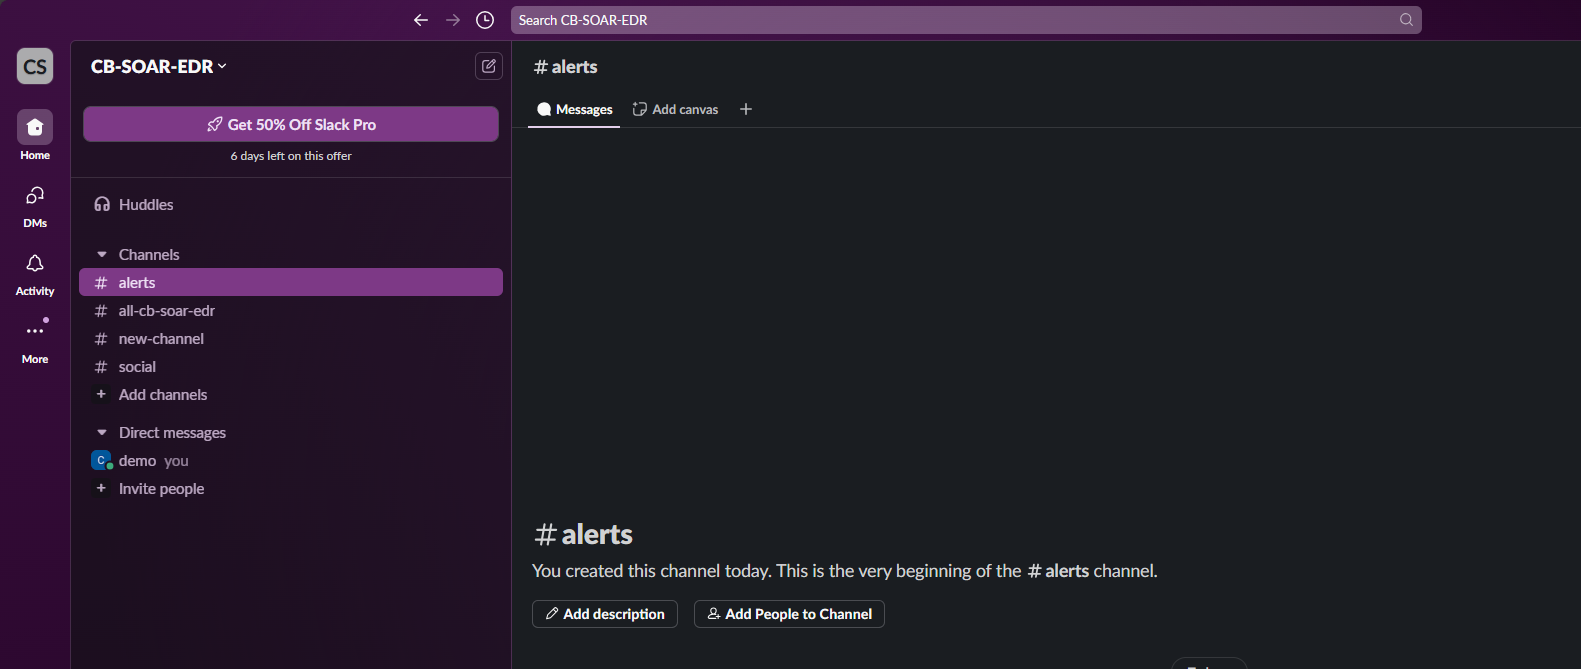 Search CB-SOAR-EDR
CS
Home
DMs
Activity
More
CB-SOAR-EDR
Get 50% Off Slack Pro
6 days left on this offer
Huddles
Channels
# alerts
# all-cb-soar-edr
# new-channel
# social
+ Add channels
Direct messages
C demo you
+ Invite people
# alerts
Messages Add canvas +
# alerts
You created this channel today. This is the very beginning of the # alerts channel.
Add description Add People to Channel